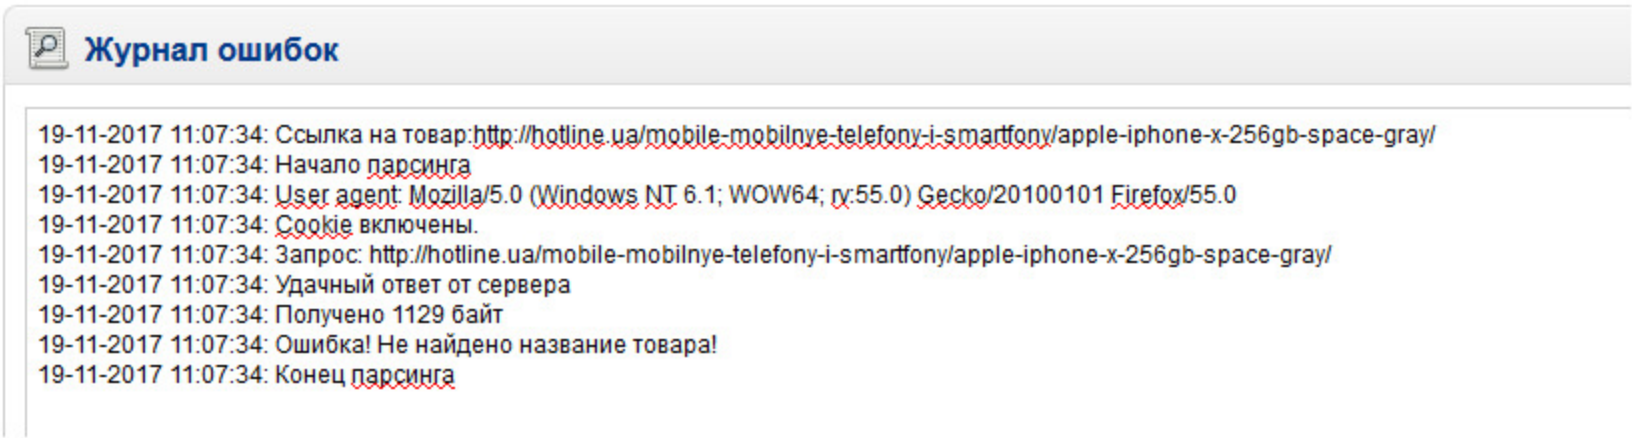 Журнал ошибок
19-11-2017 11:07:34: Ссылка на товар:http://hotline.ua/mobile-mobilnye-telefony-i-smartfony/apple-iphone-x-256gb-space-gray/
19-11-2017 11:07:34: Начало парсинга
19-11-2017 11:07:34: User agent: Mozilla/5.0 (Windows NT 6.1; WOW64; rv:55.0) Gecko/20100101 Firefox/55.0
19-11-2017 11:07:34: Cookie включены.
19-11-2017 11:07:34: Запрос: http://hotline.ua/mobile-mobilnye-telefony-i-smartfony/apple-iphone-x-256gb-space-gray/
19-11-2017 11:07:34: Удачный ответ от сервера
19-11-2017 11:07:34: Получено 1129 байт
19-11-2017 11:07:34: Ошибка! Не найдено название товара!
19-11-2017 11:07:34: Конец парсинга